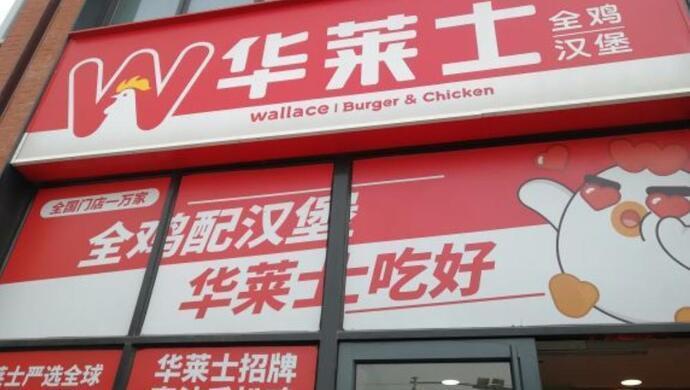 华莱士
全鸡
汉堡
Wallace | Burger & Chicken
全国门店一万家
全鸡配汉堡
华莱士吃好
莱士严选全球
华莱士招牌